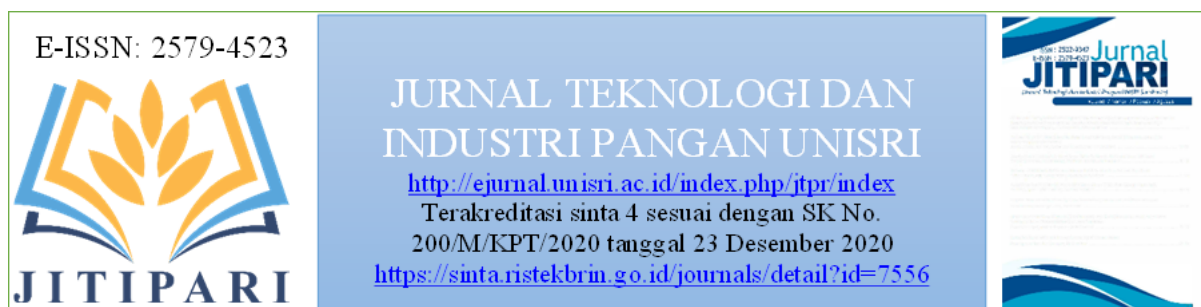 E-ISSN: 2579-4523
JITIPARI
JURNAL TEKNOLOGI DAN
INDUSTRI PANGAN UNISRI
http://ejurnal.unisri.ac.id/index.php/jtpr/index
Terakreditasi sinta 4 sesuai dengan SK No.
200/M/KPT/2020 tanggal 23 Desember 2020
https://sinta.ristekbrin.go.id/journals/detail?id=7556
Jurnal
JITIPARI